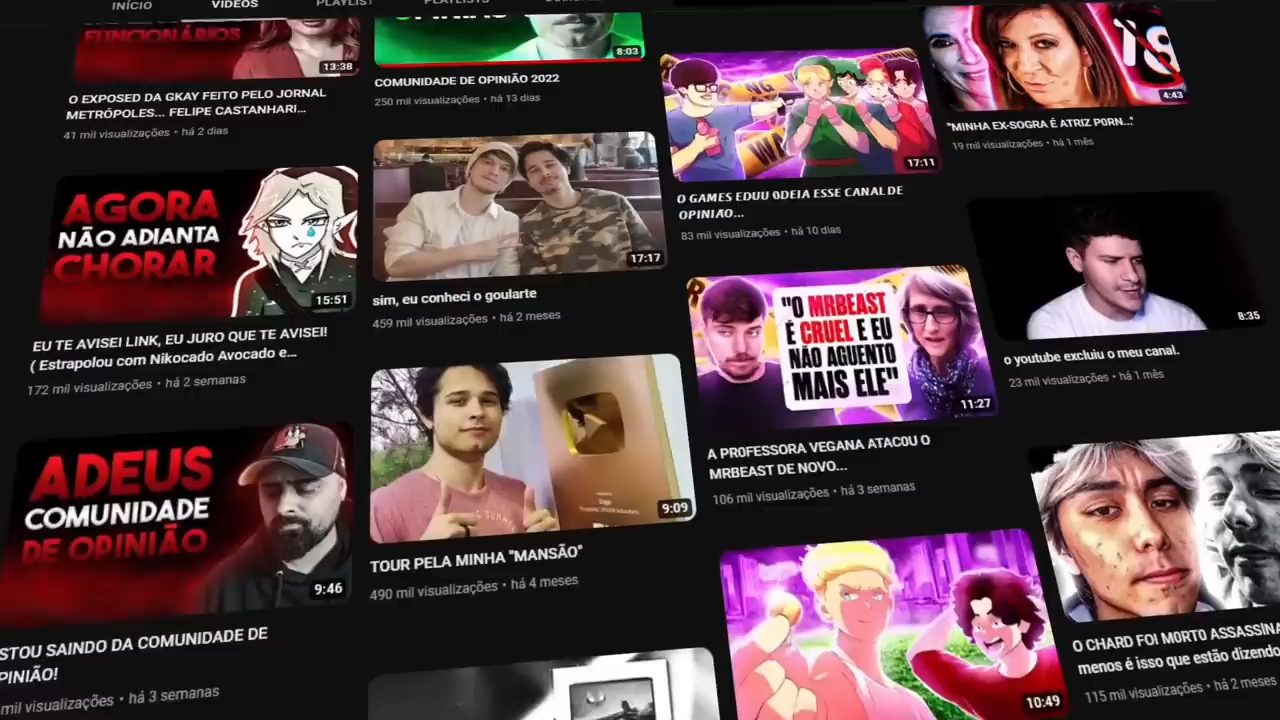 INÍCIO
VÍDEOS
PLAYLISTS
FUNCIONÁRIOS
13:38
O EXPOSED DA GKAY FEITO PELO JORNAL
METRÓPOLES... FELIPE CASTANHARI...
41 mil visualizações • há 2 dias
AGORA
NÃO ADIANTA
CHORAR
15:51
EU TE AVISEI LINK, EU JURO QUE TE AVISEI!
( Estrapolou com Nikocado Avocado e...
172 mil visualizações • há 2 semanas
ADEUS
COMUNIDADE
DE OPINIÃO
9:46
STOU SAINDO DA COMUNIDADE DE
PINIÃO!
mil visualizações • há 3 semanas
8:03
COMUNIDADE DE OPINIÃO 2022
250 mil visualizações • há 13 dias
17:17
sim, eu conheci o goularte
459 mil visualizações • há 2 meses
9:09
TOUR PELA MINHA "MANSÃO"
490 mil visualizações • há 4 meses
WA
17:11
O GAMES EDUU 0DEIA ESSE CANAL DE
OPINIÃO...
83 mil visualizações • há 10 dias
"O MRBEAST
É CRUEL E EU
NÃO AGUENTO
MAIS ELE"
11:27
A PROFESSORA VEGANA ATAC0U O
MRBEAST DE NOVO...
106 mil visualizações • há 3 semanas
10:49
18
4:43
"MINHA EX-SOGRA É ATRIZ P0RN..."
19 mil visualizações • há 1 mês
8:35
o youtube excluiu o meu canal.
23 mil visualizações • há 1 mês
O CHARD FOI M0RT0 ASSASSINA
menos é isso que estão dizendo
115 mil visualizações • há 2 meses